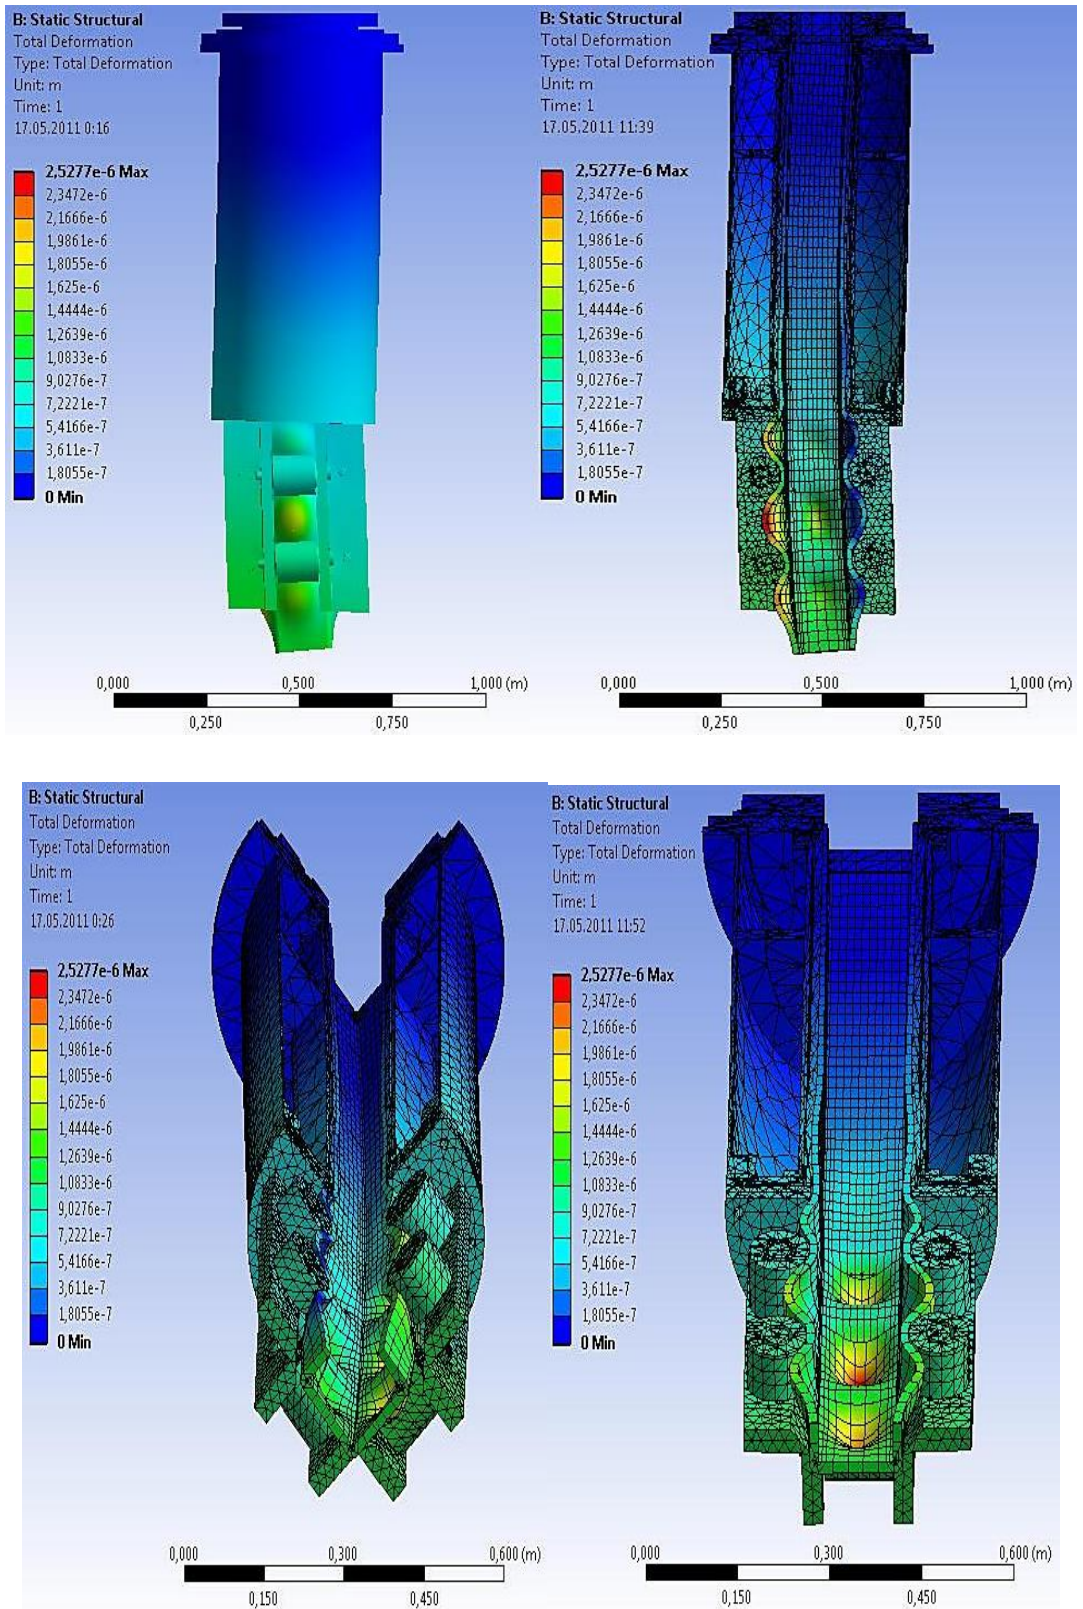 B: Static Structural
Total Deformation
Type: Total Deformation
Unit: m
Time: 1
17.05.2011 0:16
2,5277e-6 Max
2,3472e-6
2,1666e-6
1,9861e-6
1,8055e-6
1,625e-6
1,4444e-6
1,2639e-6
1,0833e-6
9,0276e-7
7,2221e-7
5,4166e-7
3,611e-7
1,8055e-7
0 Min
0,000 0,500 1,000 (m)
0,250 0,750
B: Static Structural
Total Deformation
Type: Total Deformation
Unit: m
Time: 1
17.05.2011 11:39
2,5277e-6 Max
2,3472e-6
2,1666e-6
1,9861e-6
1,8055e-6
1,625e-6
1,4444e-6
1,2639e-6
1,0833e-6
9,0276e-7
7,2221e-7
5,4166e-7
3,611e-7
1,8055e-7
0 Min
0,000 0,500 1,000 (m)
0,250 0,750
B: Static Structural
Total Deformation
Type: Total Deformation
Unit: m
Time: 1
17.05.2011 0:26
2,5277e-6 Max
2,3472e-6
2,1666e-6
1,9861e-6
1,8055e-6
1,625e-6
1,4444e-6
1,2639e-6
1,0833e-6
9,0276e-7
7,2221e-7
5,4166e-7
3,611e-7
1,8055e-7
0 Min
0,000 0,300 0,600 (m)
0,150 0,450
B: Static Structural
Total Deformation
Type: Total Deformation
Unit: m
Time: 1
17.05.2011 11:52
2,5277e-6 Max
2,3472e-6
2,1666e-6
1,9861e-6
1,8055e-6
1,625e-6
1,4444e-6
1,2639e-6
1,0833e-6
9,0276e-7
7,2221e-7
5,4166e-7
3,611e-7
1,8055e-7
0 Min
0,000 0,300 0,600 (m)
0,150 0,450